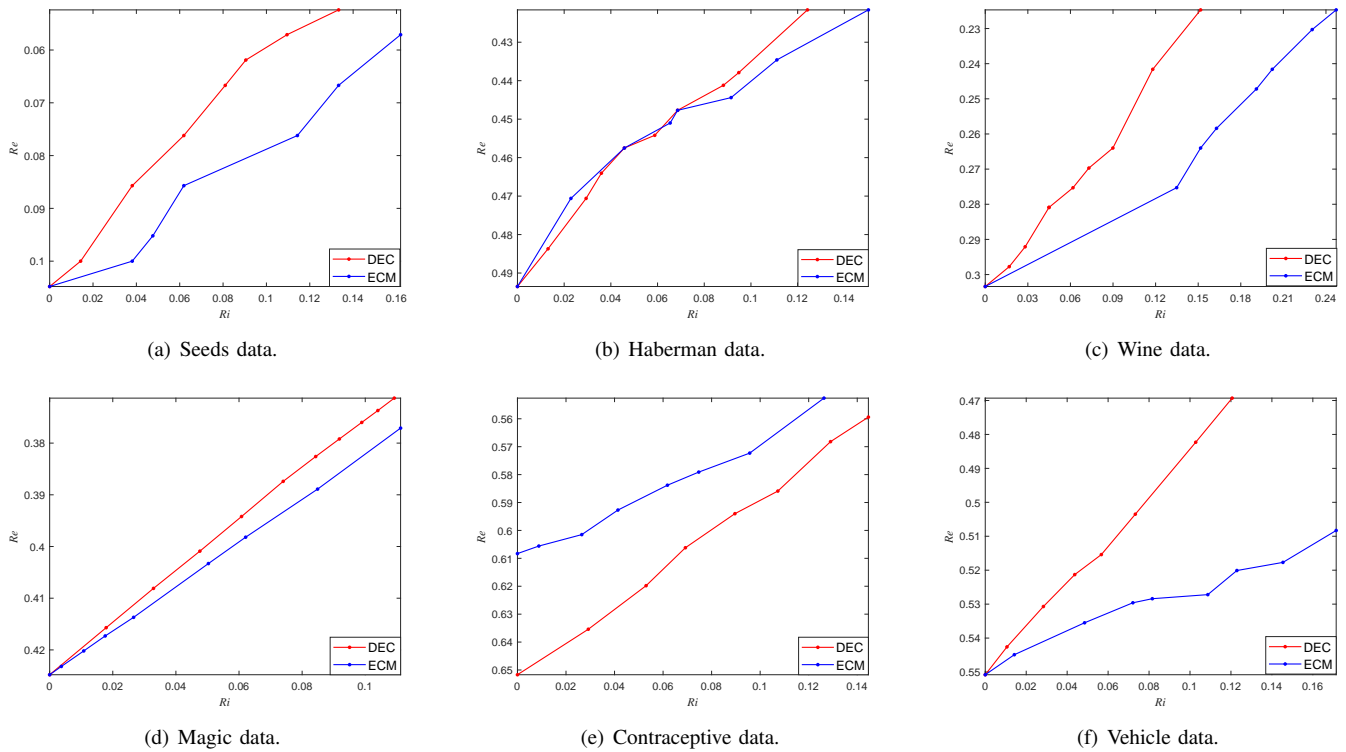 0.06
0.07
0.08
0.09
0.1
Re
0 0.02 0.04 0.06 0.08 0.1 0.12 0.14 0.16
Ri
DEC
ECM
(a) Seeds data.
0.43
0.44
0.45
0.46
0.47
0.48
0.49
Re
0 0.02 0.04 0.06 0.08 0.1 0.12 0.14
Ri
DEC
ECM
(b) Haberman data.
0.23
0.24
0.25
0.26
0.27
0.28
0.29
0.3
Re
0 0.03 0.06 0.09 0.12 0.15 0.18 0.21 0.24
Ri
DEC
ECM
(c) Wine data.
0.38
0.39
0.4
0.41
0.42
Re
0 0.02 0.04 0.06 0.08 0.1
Ri
DEC
ECM
(d) Magic data.
0.56
0.57
0.58
0.59
0.6
0.61
0.62
0.63
0.64
0.65
Re
0 0.02 0.04 0.06 0.08 0.1 0.12 0.14
Ri
DEC
ECM
(e) Contraceptive data.
0.47
0.48
0.49
0.5
0.51
0.52
0.53
0.54
0.55
Re
0 0.02 0.04 0.06 0.08 0.1 0.12 0.14 0.16
Ri
DEC
ECM
(f) Vehicle data.